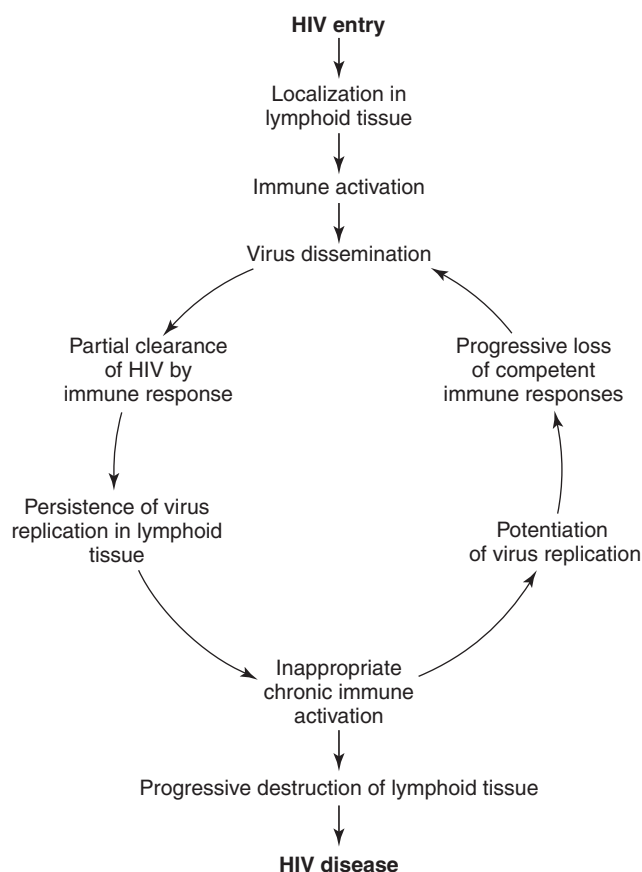 HIV entry
Localization in
lymphoid tissue
Immune activation
Virus dissemination
Partial clearance
of HIV by
immune response
Progressive loss
of competent
immune responses
Persistence of virus
replication in lymphoid
tissue
Potentiation
of virus replication
Inappropriate
chronic immune
activation
Progressive destruction of lymphoid tissue
HIV disease